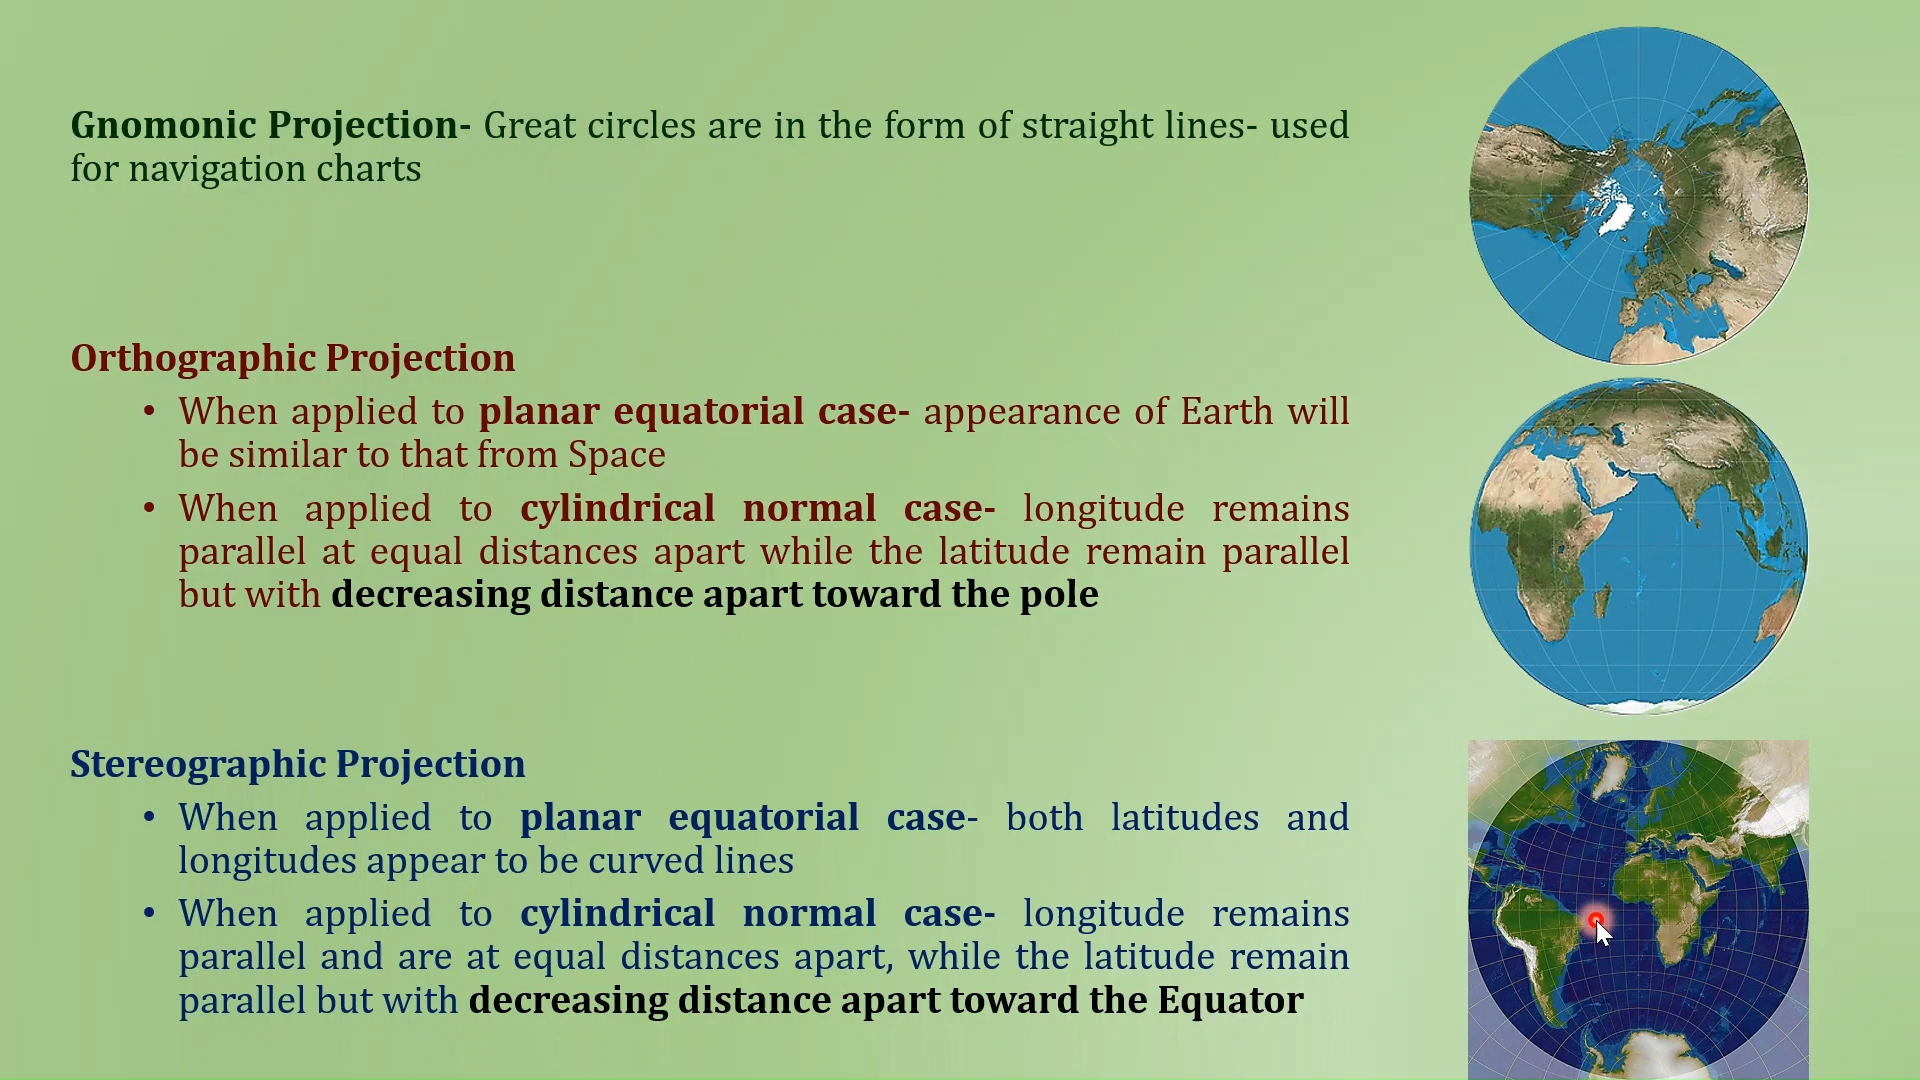 Gnomonic Projection- Great circles are in the form of straight lines- used
for navigation charts
Orthographic Projection
• When applied to planar equatorial case- appearance of Earth will
be similar to that from Space
• When applied to cylindrical normal case- longitude remains
parallel at equal distances apart while the latitude remain parallel
but with decreasing distance apart toward the pole
Stereographic Projection
• When applied to planar equatorial case- both latitudes and
longitudes appear to be curved lines
• When applied to cylindrical normal case- longitude remains
parallel and are at equal distances apart, while the latitude remain
parallel but with decreasing distance apart toward the Equator